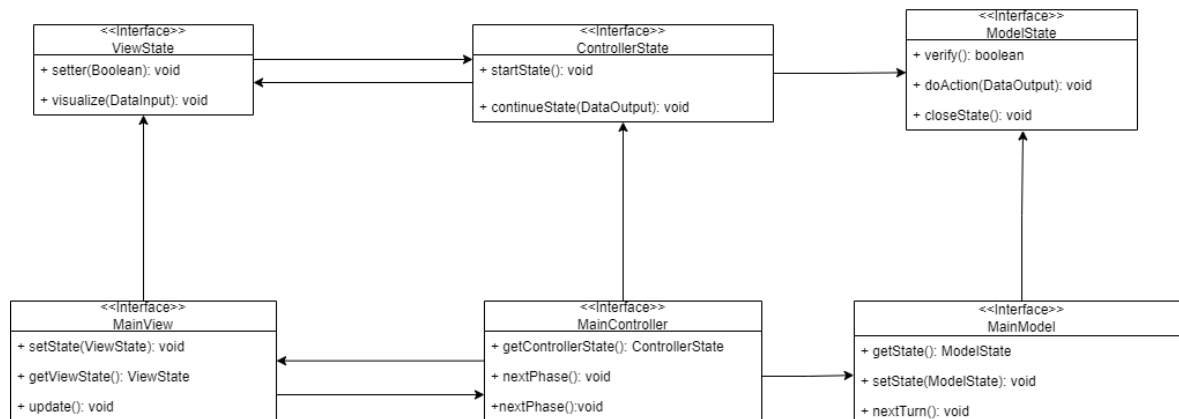 <<Interface>>
ViewState
+ setter(Boolean): void
+ visualize(DataInput): void
<<Interface>>
ControllerState
+ startState(): void
+ continueState(DataOutput): void
<<Interface>>
ModelState
+ verify(): boolean
+ doAction(DataOutput): void
+ closeState(): void
<<Interface>>
MainView
+ setState(ViewState): void
+ getViewState(): ViewState
+ update(): void
<<Interface>>
MainController
+ getControllerState(): ControllerState
+ nextPhase(): void
+nextPhase():void
<<Interface>>
MainModel
+ getState(): ModelState
+ setState(ModelState): void
+ nextTurn(): void